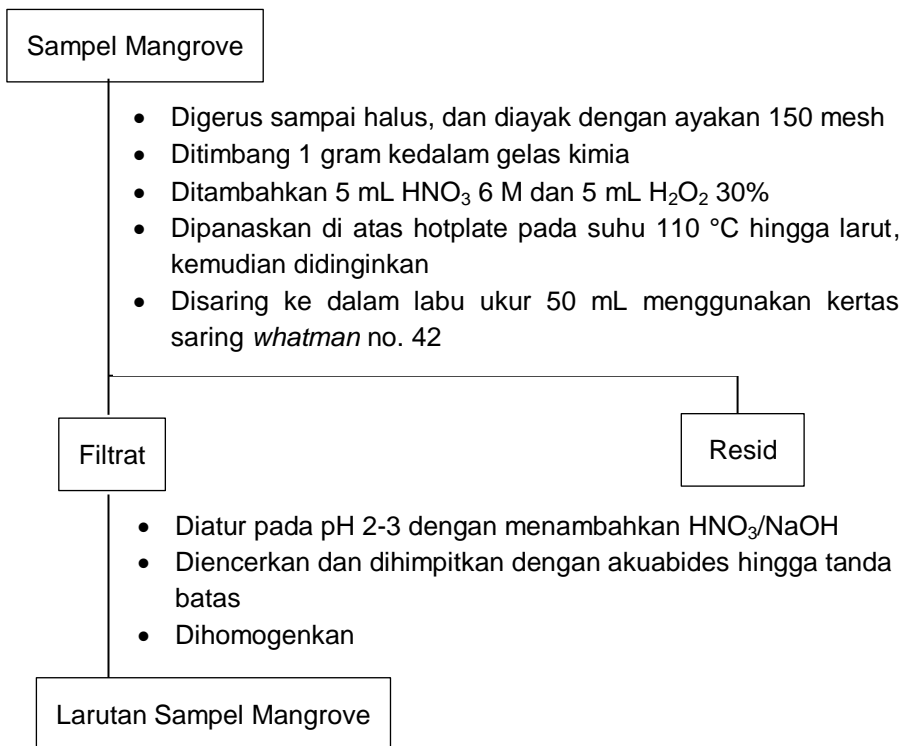 Sampel Mangrove
• Digerus sampai halus, dan diayak dengan ayakan 150 mesh
• Ditimbang 1 gram kedalam gelas kimia
• Ditambahkan 5 mL HNO₃ 6 M dan 5 mL H₂O₂ 30%
• Dipanaskan di atas hotplate pada suhu 110 °C hingga larut,
kemudian didinginkan
• Disaring ke dalam labu ukur 50 mL menggunakan kertas
saring whatman no. 42
Filtrat
Resid
• Diatur pada pH 2-3 dengan menambahkan HNO₃/NaOH
• Diencerkan dan dihimpitkan dengan akuabides hingga tanda
batas
• Dihomogenkan
Larutan Sampel Mangrove